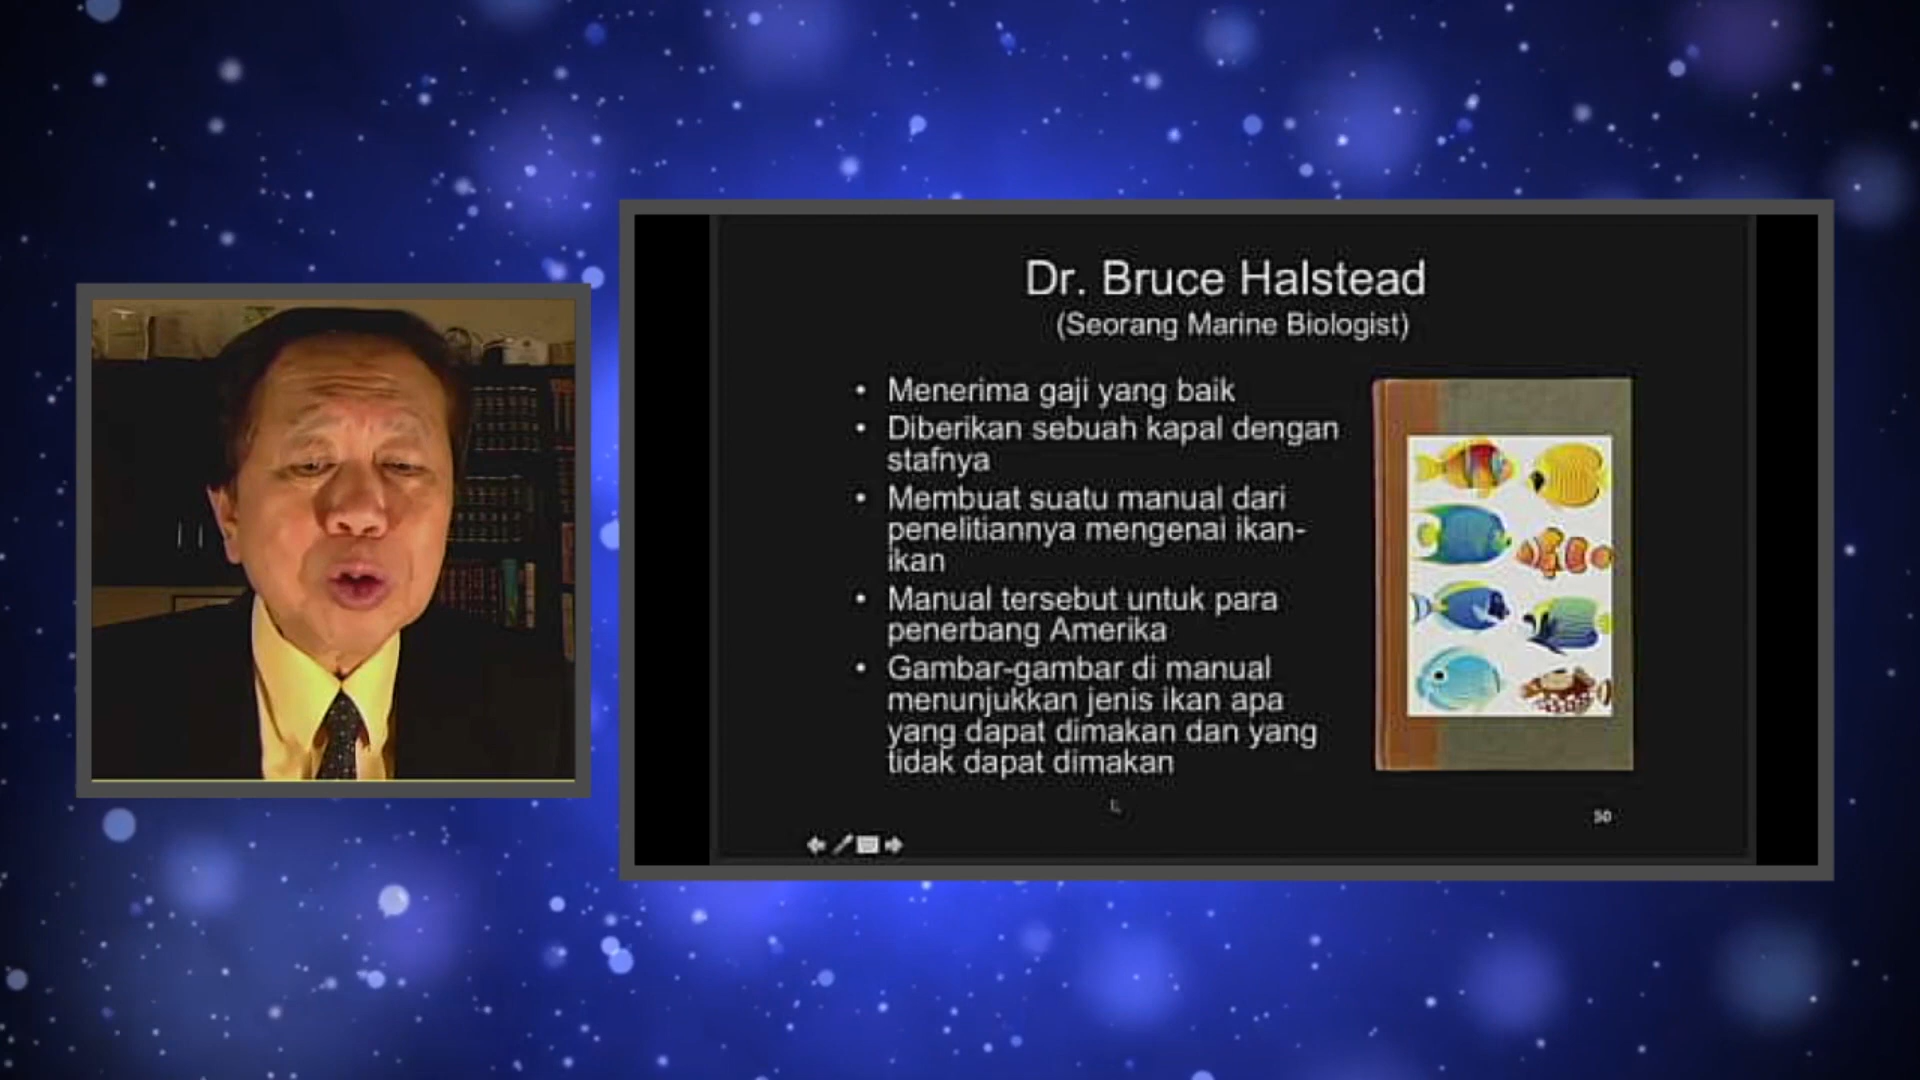 Dr. Bruce Halstead
(Seorang Marine Biologist)
• Menerima gaji yang baik
• Diberikan sebuah kapal dengan
stafnya
• Membuat suatu manual dari
penelitiannya mengenai ikan-
ikan
• Manual tersebut untuk para
penerbang Amerika
• Gambar-gambar di manual
menunjukkan jenis ikan apa
yang dapat dimakan dan yang
tidak dapat dimakan
50